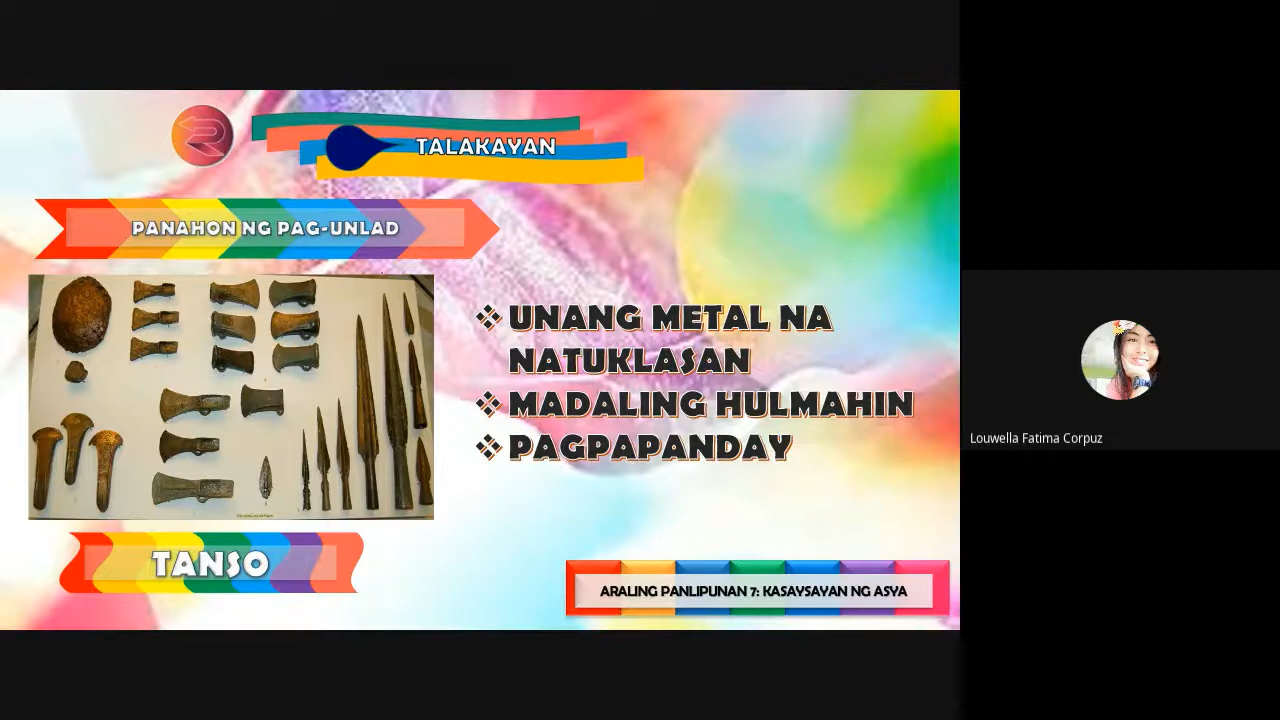 TALAKAYAN
PANAHON NG PAG-UNLAD
❖ UNANG METAL NA
NATUKLASAN
❖ MADALING HULMAHIN
❖ PAGPAPANDAY
TANSO
ARALING PANLIPUNAN 7: KASAYSAYAN NG ASYA
Louwella Fatima Corpuz